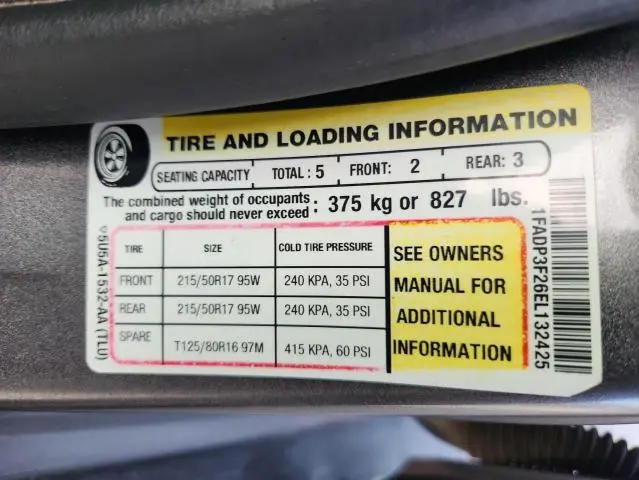 TIRE AND LOADING INFORMATION
SEATING CAPACITY TOTAL: 5 FRONT: 2 REAR: 3
The combined weight of occupants and cargo should never exceed: 375 kg or 827 lbs.
TIRE SIZE COLD TIRE PRESSURE
FRONT 215/50R17 95W 240 KPA, 35 PSI
REAR 215/50R17 95W 240 KPA, 35 PSI
SPARE T125/80R16 97M 415 KPA, 60 PSI
SEE OWNERS
MANUAL FOR
ADDITIONAL
INFORMATION
5U5A-1532-AA (TLU)
1FADP3F26EL132425